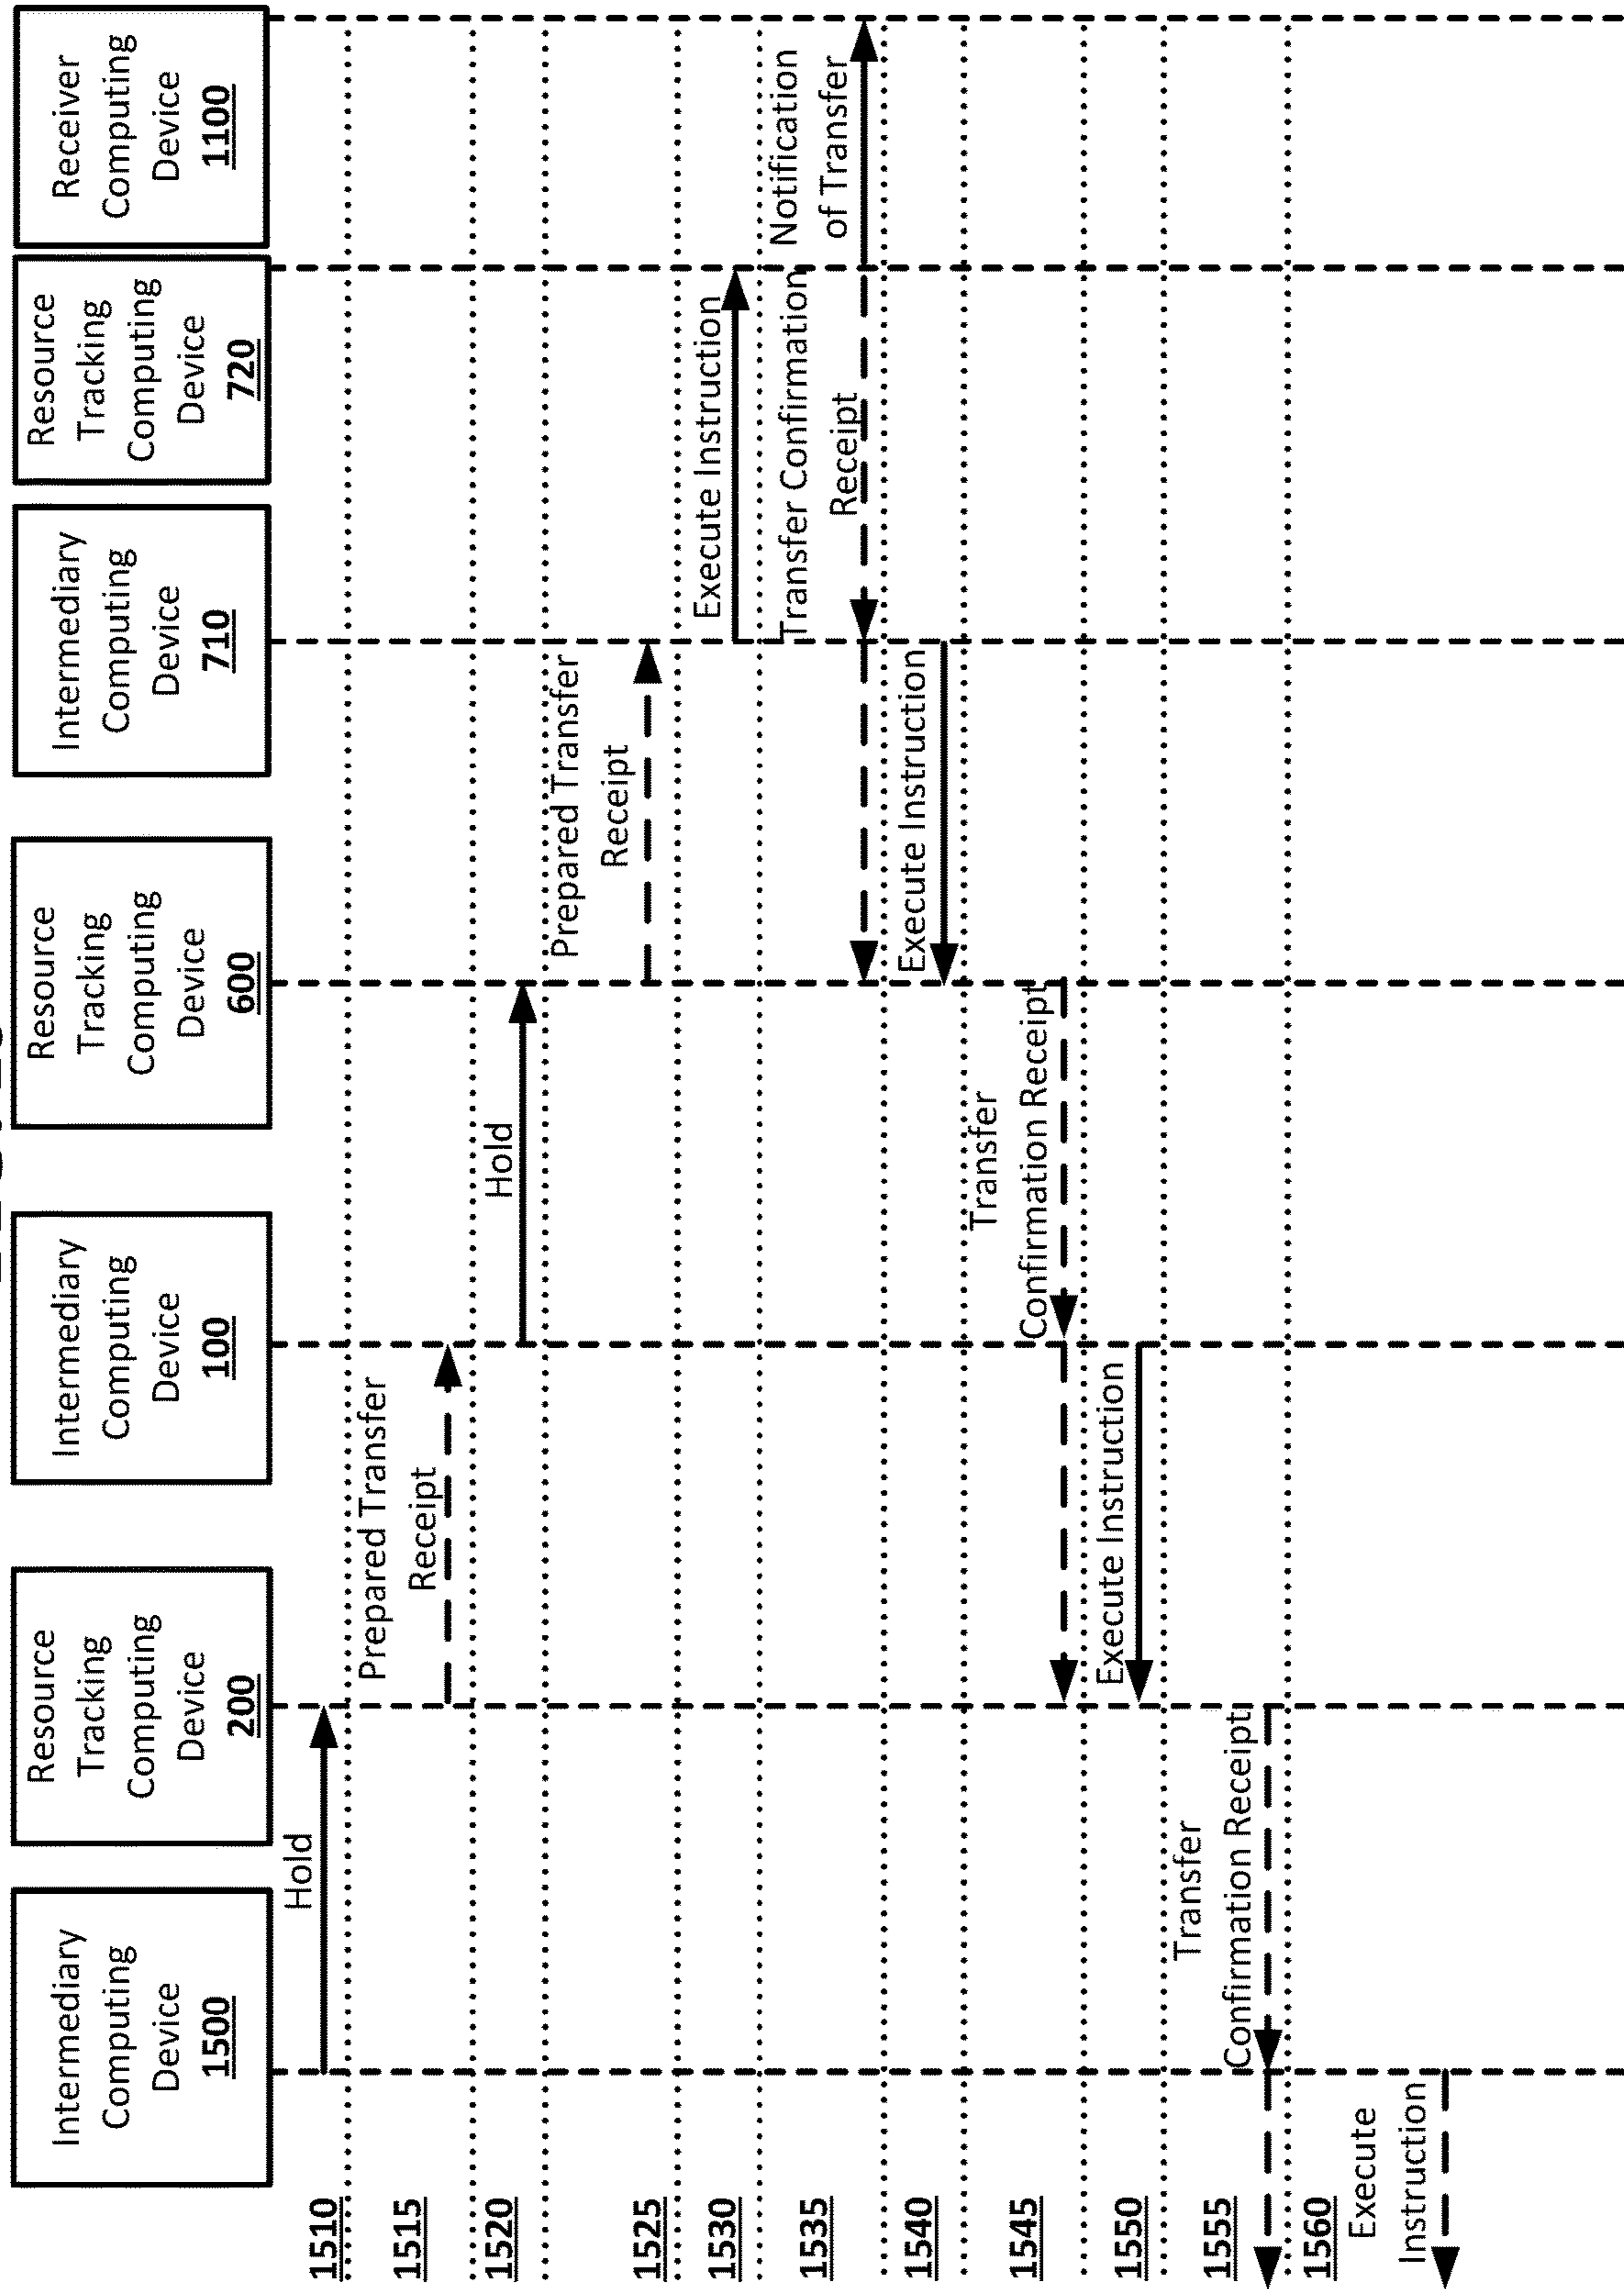 Intermediary
Computing
Device
1500
Resource
Tracking
Computing
Device
200
Intermediary
Computing
Device
100
Resource
Tracking
Computing
Device
600
Intermediary
Computing
Device
710
Resource
Tracking
Computing
Device
720
Receiver
Computing
Device
1100
1510
Hold
1515
Prepared Transfer
Receipt
1520
Hold
1525
Prepared Transfer
Receipt
1530
Execute Instruction
1535
Transfer Confirmation
Receipt
Notification
of Transfer
1540
Execute Instruction
1545
Transfer
Confirmation Receipt
1550
Execute Instruction
1555
Transfer
Confirmation Receipt
1560
Execute
Instruction